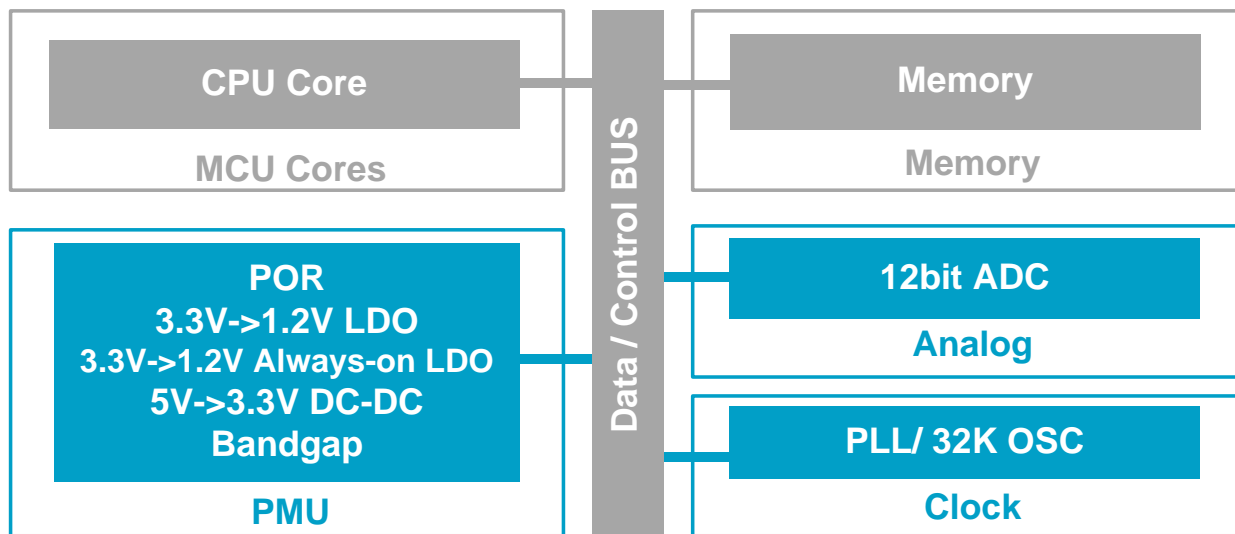 CPU Core
MCU Cores
Data / Control BUS
Memory
Memory
POR
3.3V->1.2V LDO
3.3V->1.2V Always-on LDO
5V->3.3V DC-DC
Bandgap
PMU
12bit ADC
Analog
PLL/ 32K OSC
Clock